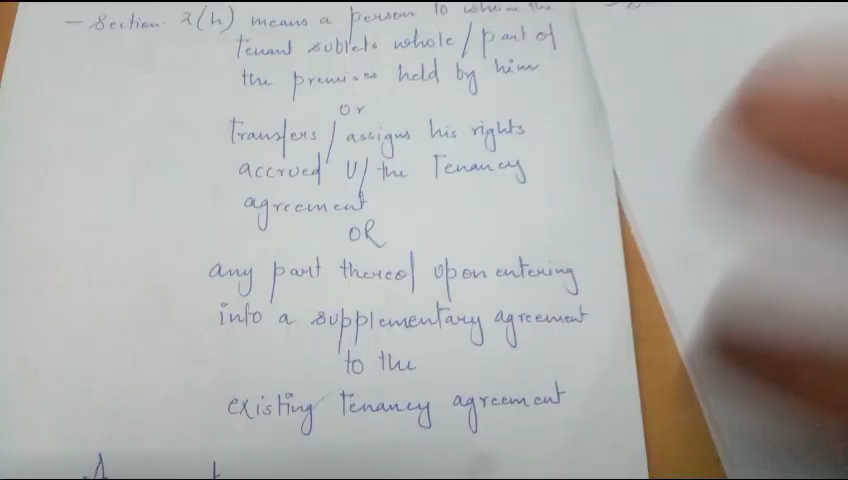 - Section 2(h) means a person to whom the
tenant sublets whole / part of
the premises held by him
or
transfers / assigns his rights
accrued U/ the Tenancy
agreement
OR
any part thereof upon entering
into a supplementary agreement
to the
existing Tenancy agreement